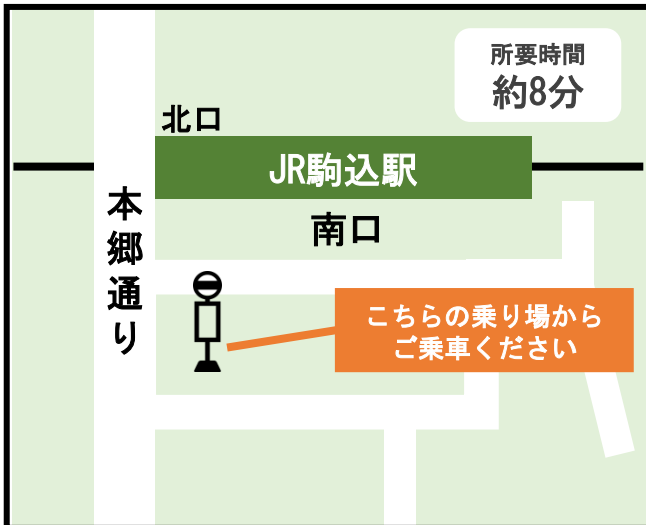 所要時間
約8分
北口
JR駒込駅
南口
本郷通り
こちらの乗り場から
ご乗車ください